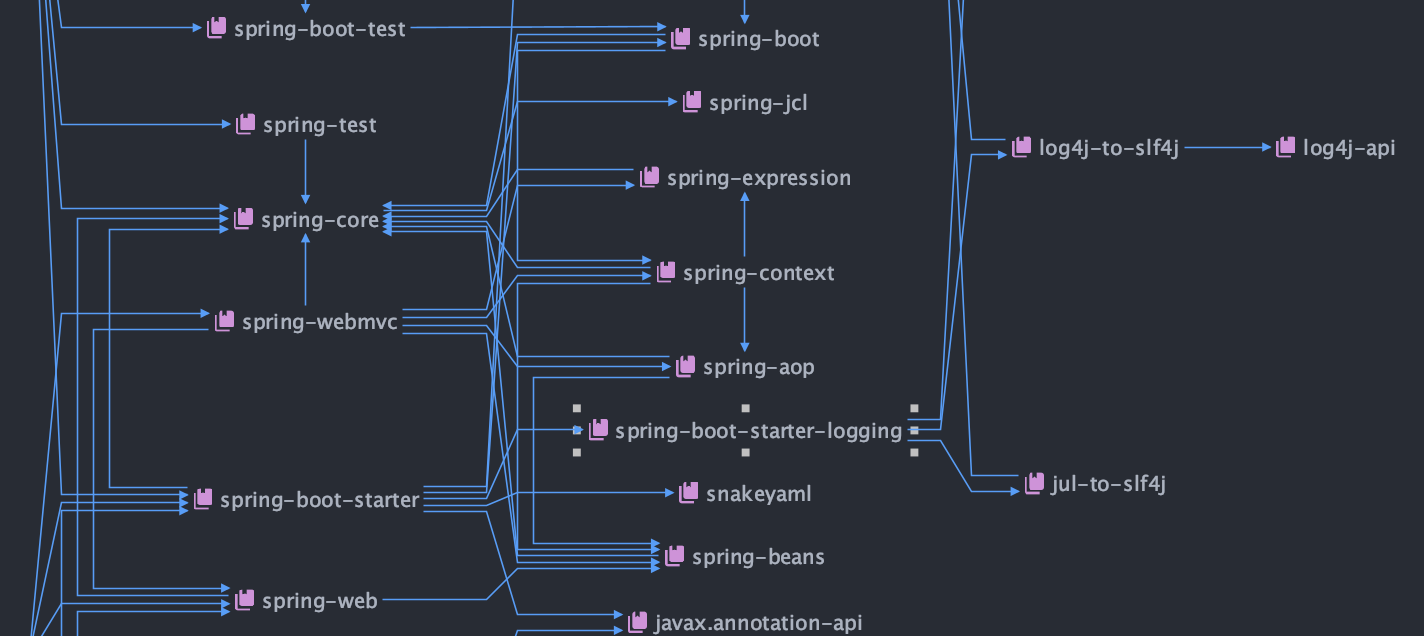 spring-boot-test
spring-boot
spring-jcl
spring-test
log4j-to-slf4j
log4j-api
spring-expression
spring-core
spring-context
spring-webmvc
spring-aop
spring-boot-starter-logging
jul-to-slf4j
snakeyaml
spring-boot-starter
spring-beans
spring-web
javax.annotation-api